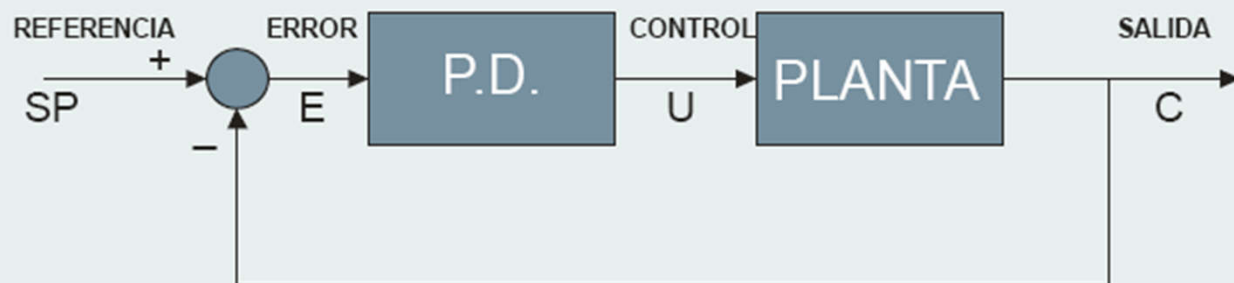 REFERENCIA
ERROR
CONTROL
SALIDA
+
P.D.
PLANTA
SP
E
U
C
−